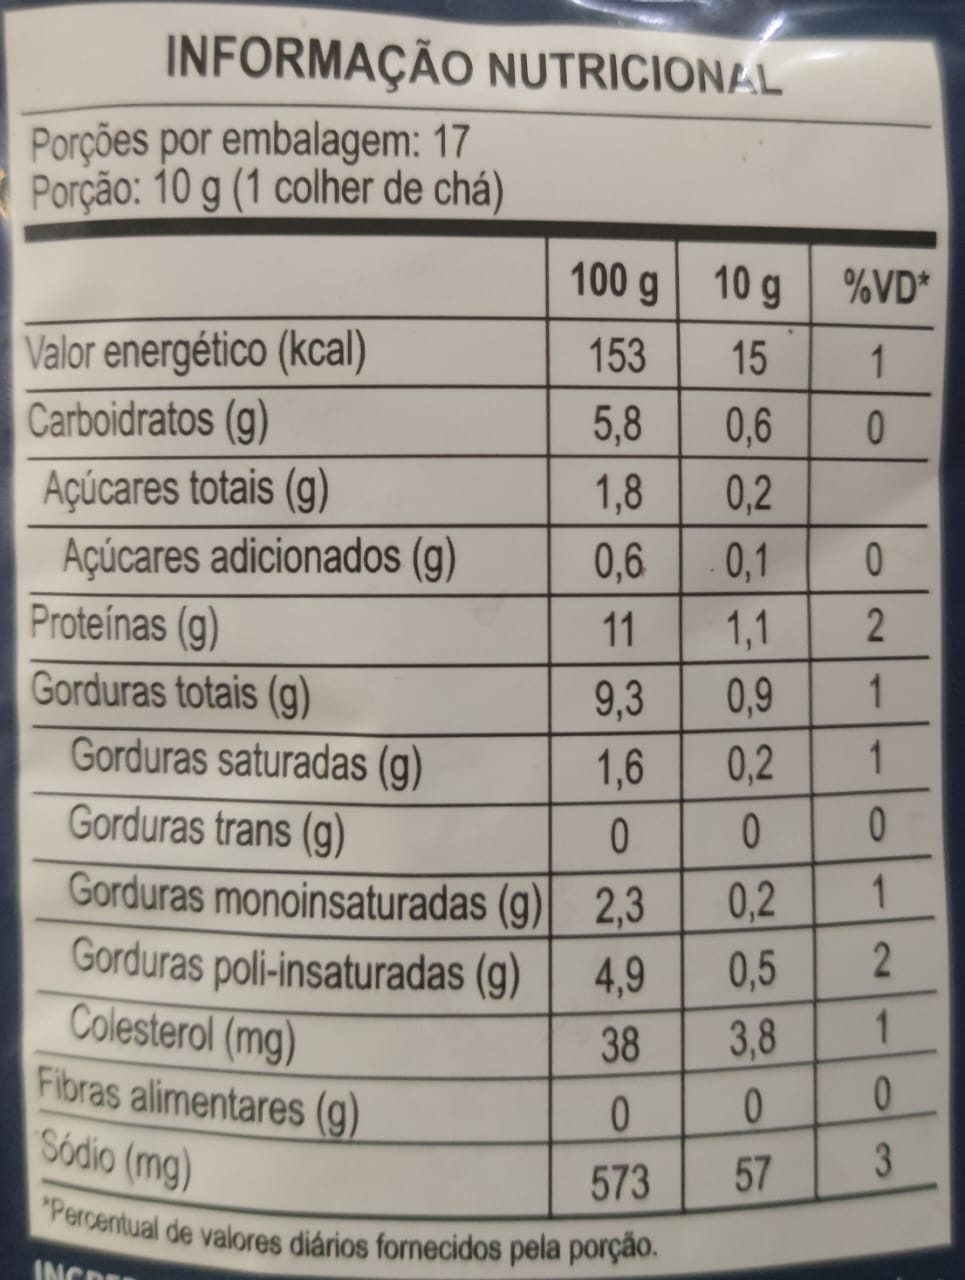 INFORMAÇÃO NUTRICIONAL
Porções por embalagem: 17
Porção: 10 g (1 colher de chá)
100 g 10 g %VD*
Valor energético (kcal) 153 15 1
Carboidratos (g) 5,8 0,6 0
Açúcares totais (g) 1,8 0,2
Açúcares adicionados (g) 0,6 0,1 0
Proteínas (g) 11 1,1 2
Gorduras totais (g) 9,3 0,9 1
Gorduras saturadas (g) 1,6 0,2 1
Gorduras trans (g) 0 0 0
Gorduras monoinsaturadas (g) 2,3 0,2 1
Gorduras poli-insaturadas (g) 4,9 0,5 2
Colesterol (mg) 38 3,8 1
Fibras alimentares (g) 0 0 0
Sódio (mg) 573 57 3
*Percentual de valores diários fornecidos pela porção.